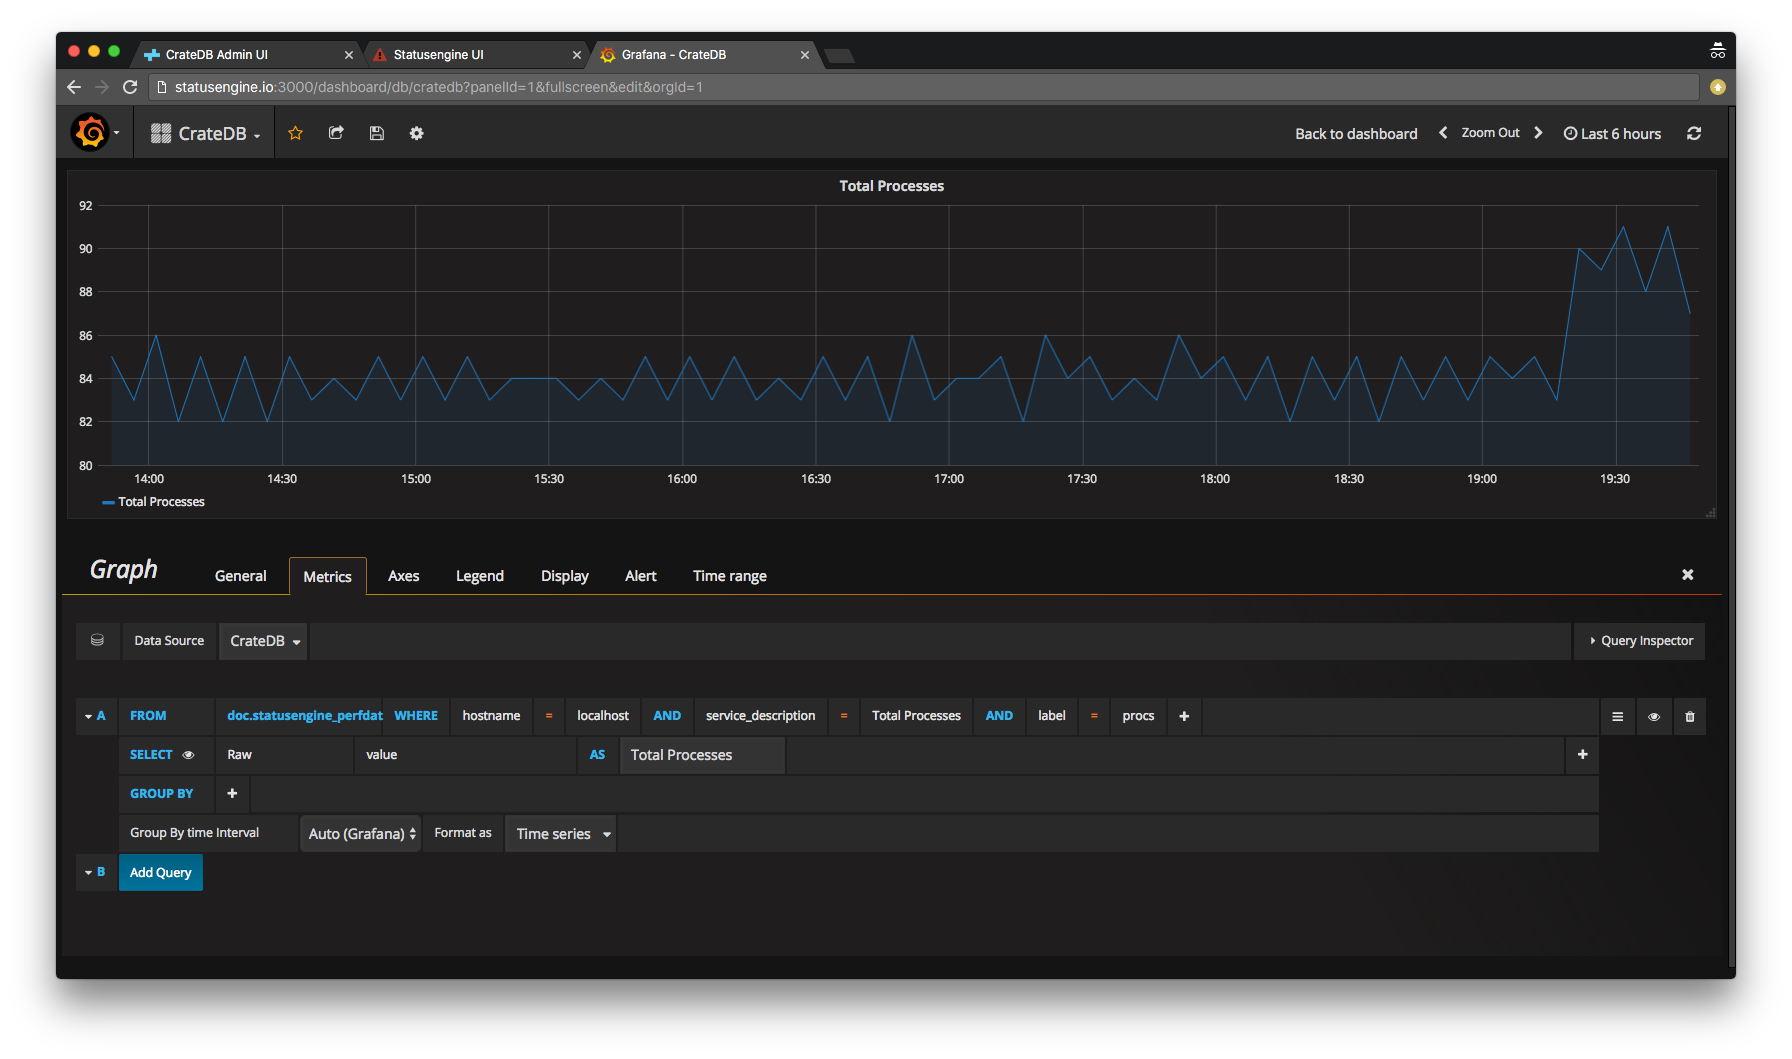 CrateDB Admin UI
Statusengine UI
Grafana - CrateDB
statusengine.io:3000/dashboard/db/cratedb?panelId=1&fullscreen&edit&orgId=1
CrateDB
Back to dashboard
Zoom Out
Last 6 hours
Total Processes
92
90
88
86
84
82
80
14:00 14:30 15:00 15:30 16:00 16:30 17:00 17:30 18:00 18:30 19:00 19:30
Total Processes
Graph General Metrics Axes Legend Display Alert Time range
Data Source CrateDB Query Inspector
A FROM doc.statusengine_perfdat WHERE hostname = localhost AND service_description = Total Processes AND label = procs +
SELECT Raw value AS Total Processes +
GROUP BY +
Group By time Interval Auto (Grafana) Format as Time series
B Add Query